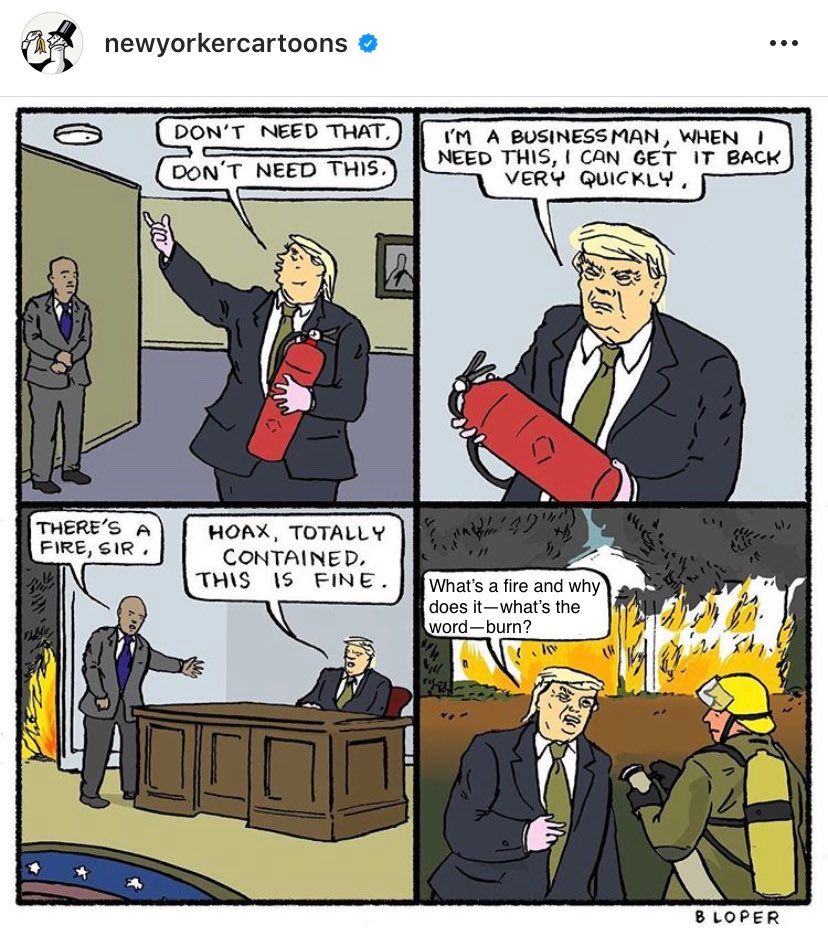 newyorkercartoons
DON'T NEED THAT.
DON'T NEED THIS.
I'M A BUSINESSMAN, WHEN I
NEED THIS, I CAN GET IT BACK
VERY QUICKLY.
THERE'S A
FIRE, SIR.
HOAX, TOTALLY
CONTAINED.
THIS IS FINE.
What's a fire and why
does it—what's the
word—burn?
B LOPER